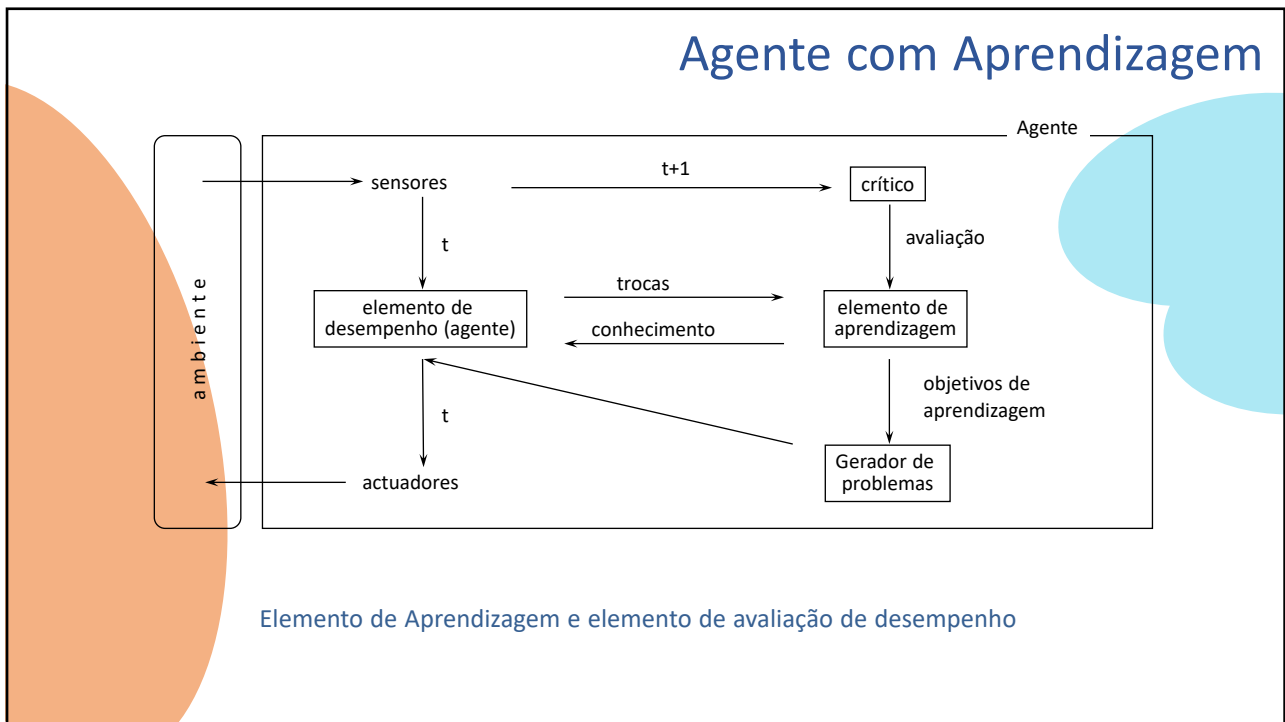 Agente com Aprendizagem
Agente
sensores
t+1
crítico
t
avaliação
ambiente
trocas
elemento de
desempenho (agente)
elemento de
aprendizagem
conhecimento
objetivos de
aprendizagem
t
Gerador de
problemas
actuadores
Elemento de Aprendizagem e elemento de avaliação de desempenho